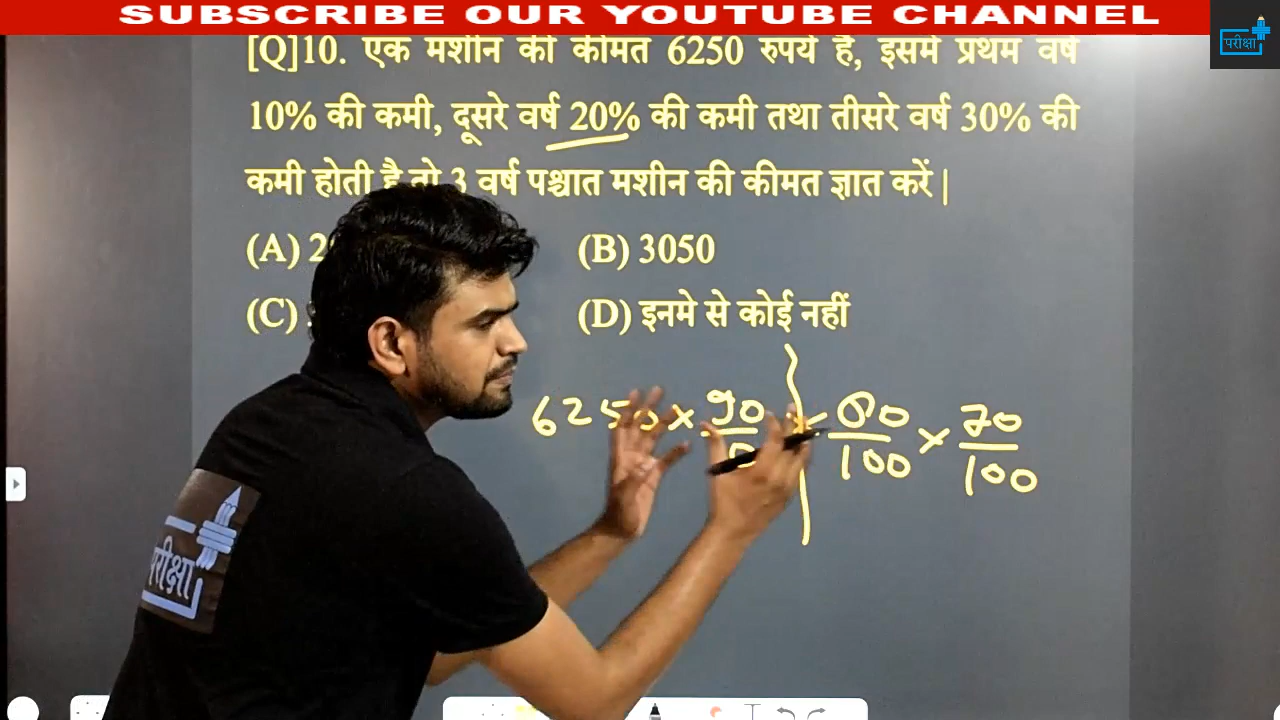 SUBSCRIBE OUR YOUTUBE CHANNEL
परीक्षा
[Q]10. एक मशीन की कीमत 6250 रुपये है, इसमें प्रथम वर्ष
10% की कमी, दूसरे वर्ष 20% की कमी तथा तीसरे वर्ष 30% की
कमी होती है तो 3 वर्ष पश्चात मशीन की कीमत ज्ञात करें |
(A) (B) 3050
(C) (D) इनमे से कोई नहीं
6250 × 90 × 80/100 × 70/100
परीक्षा